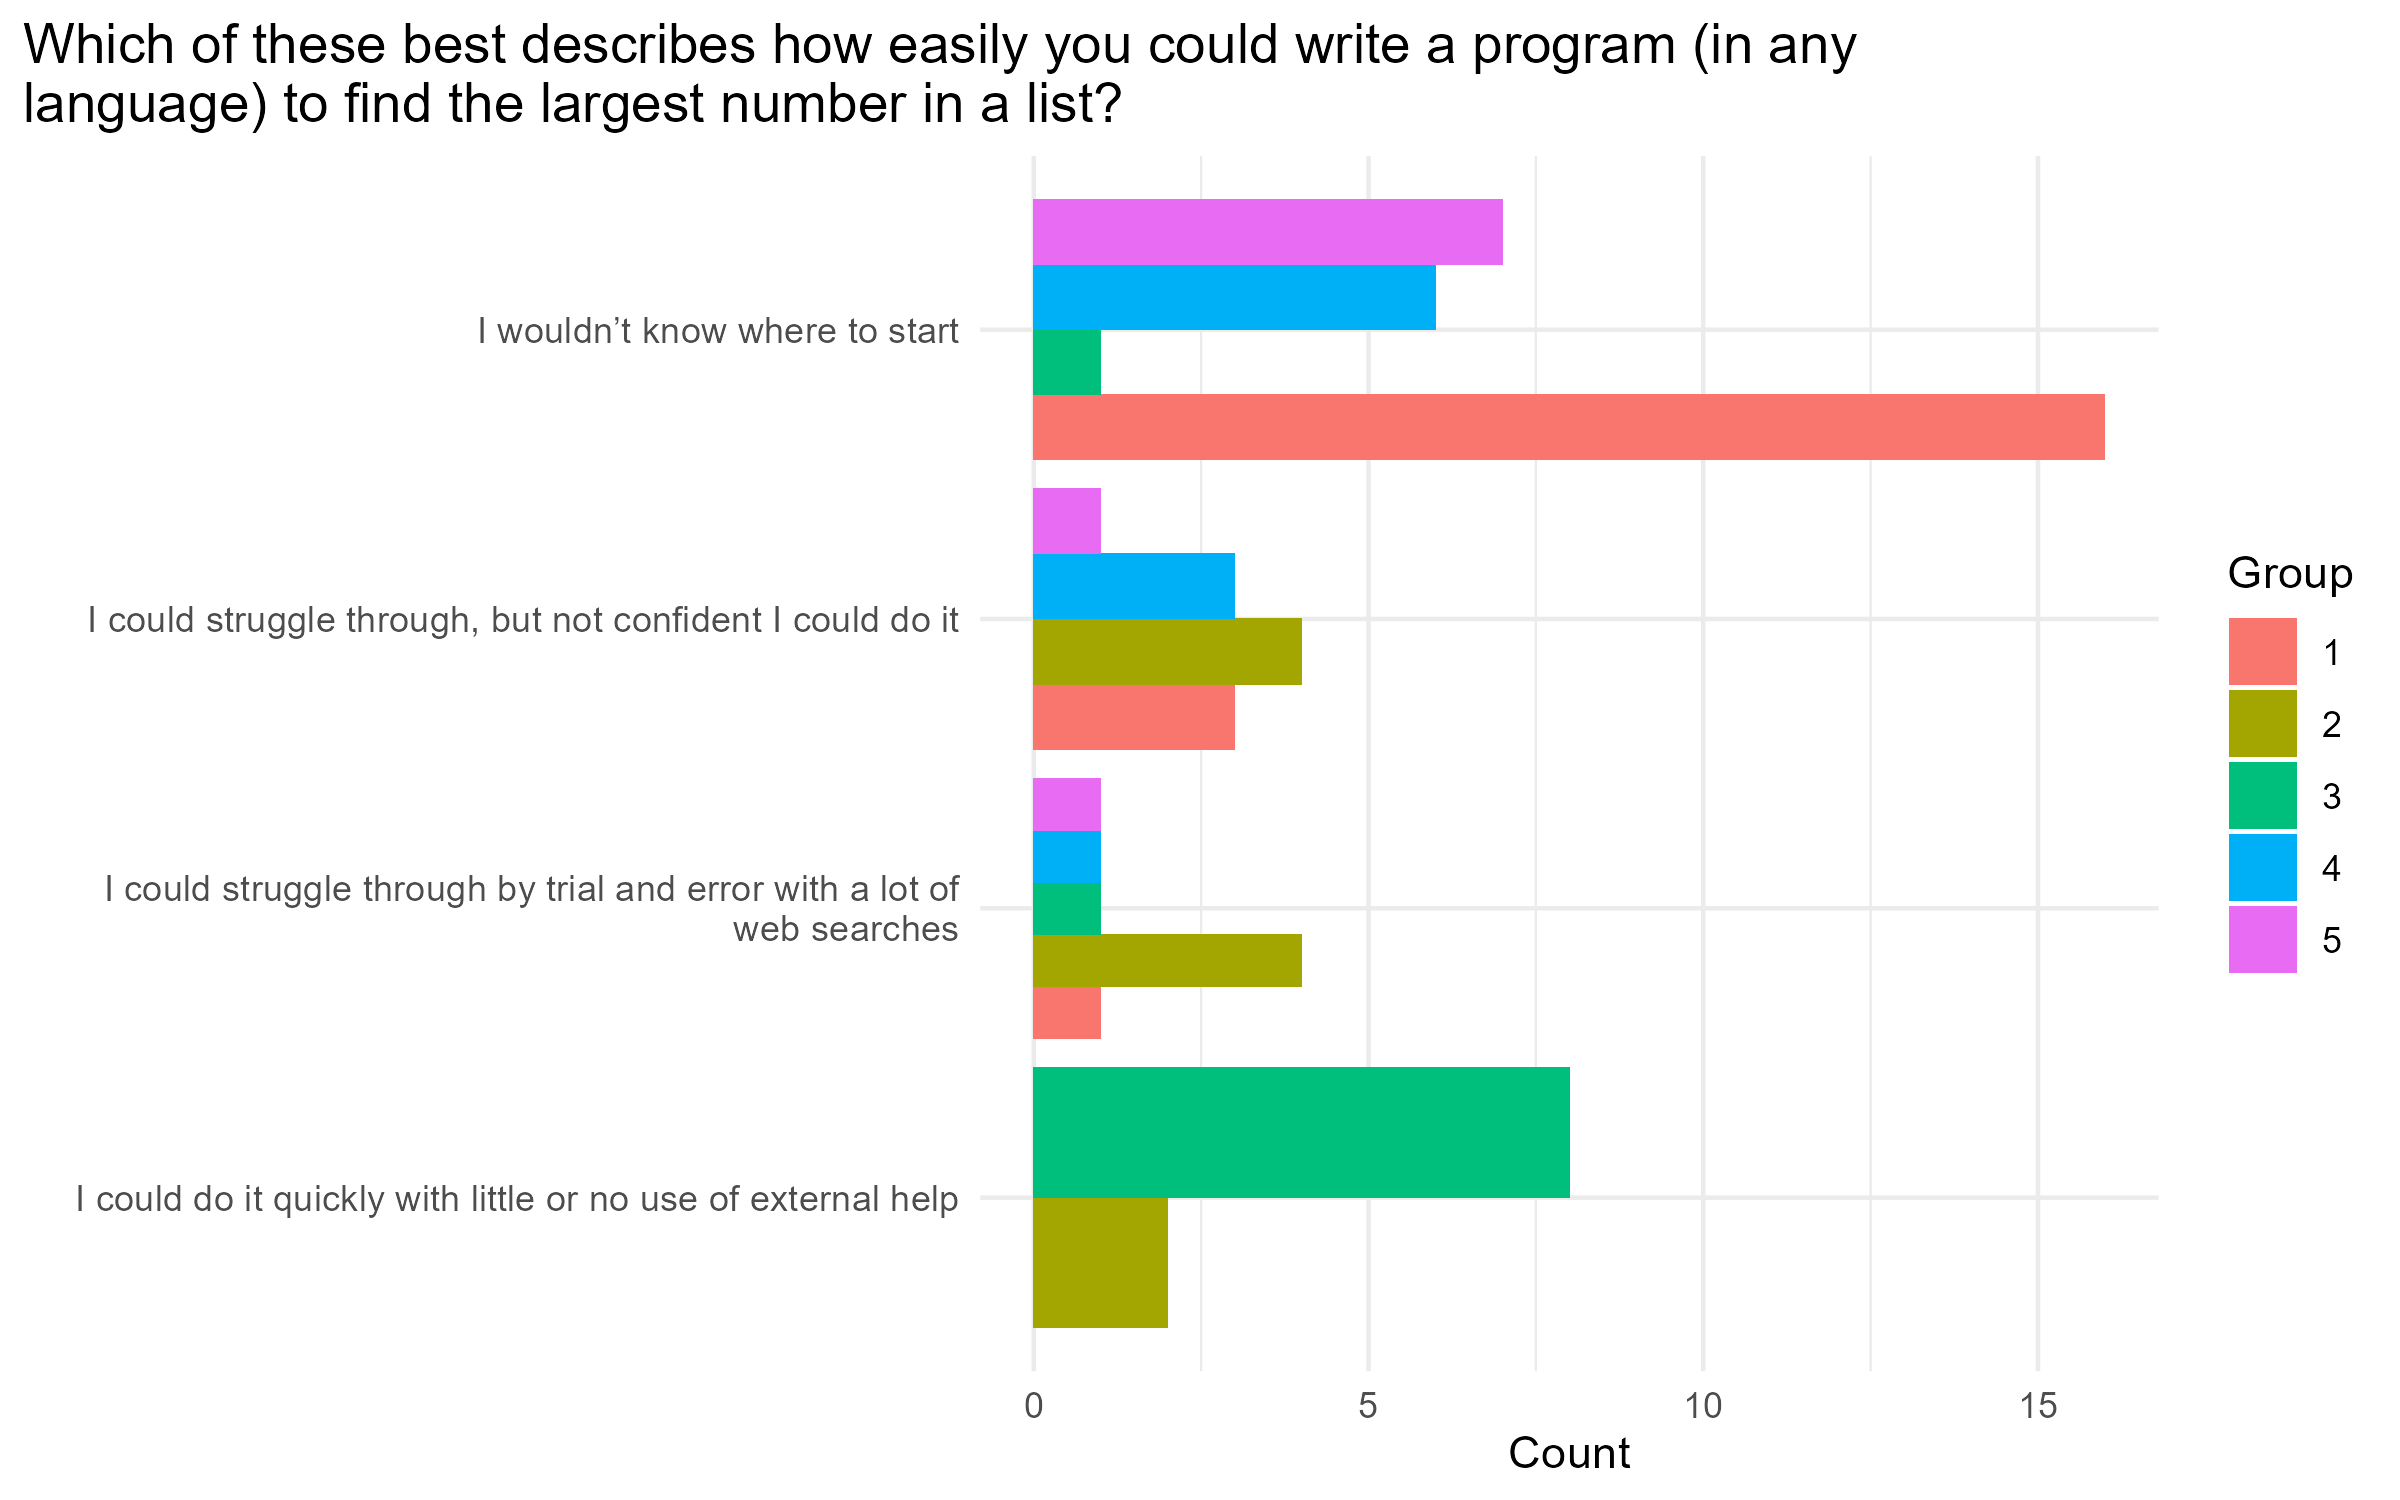 Which of these best describes how easily you could write a program (in any
language) to find the largest number in a list?
I wouldn’t know where to start
I could struggle through, but not confident I could do it
I could struggle through by trial and error with a lot of
web searches
I could do it quickly with little or no use of external help
0
5
10
15
Count
Group
1
2
3
4
5